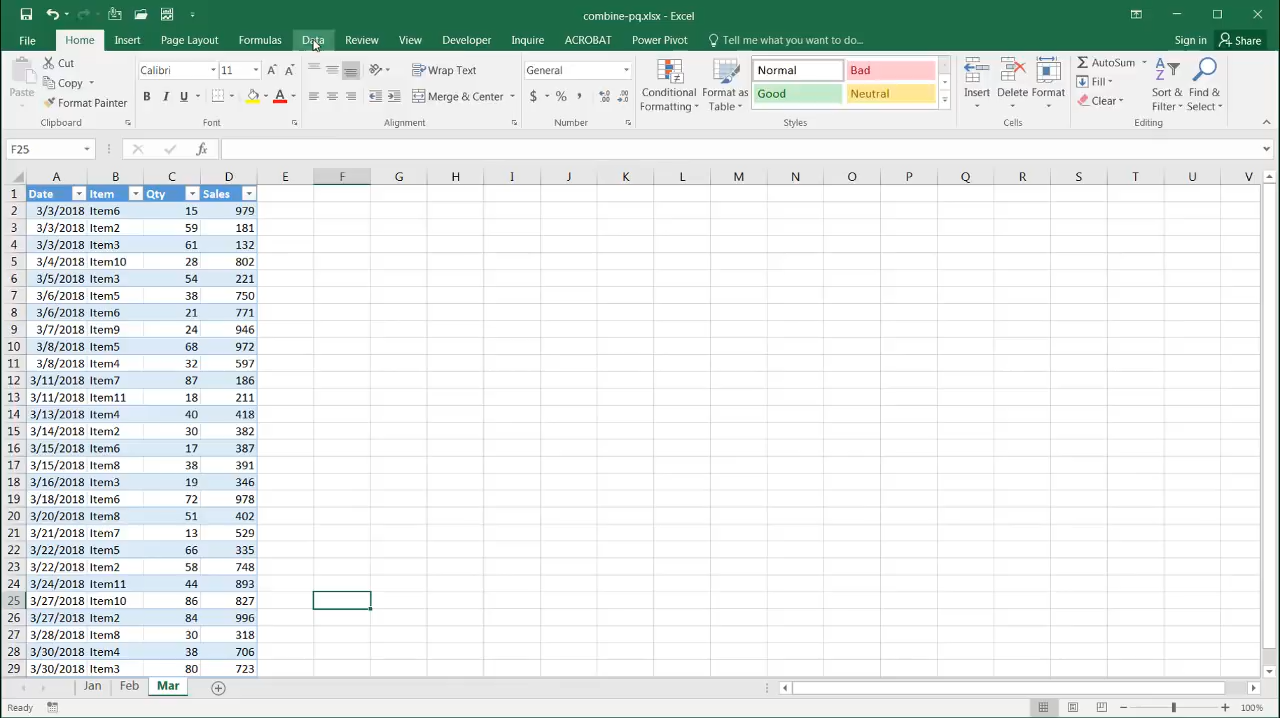 combine-pq.xlsx - Excel
File Home Insert Page Layout Formulas Data Review View Developer Inquire ACROBAT Power Pivot Tell me what you want to do... Sign in Share
Paste
Cut
Copy
Format Painter
Clipboard
Calibri 11
B I U
Font
Wrap Text
Merge & Center
Alignment
General
$ % ,
Number
Conditional Formatting
Format as Table
Normal Bad
Good Neutral
Styles
Insert Delete Format
Cells
AutoSum
Fill
Clear
Sort & Filter
Find & Select
Editing
F25 fx
A B C D E F G H I J K L M N O P Q R S T U V
1 Date Item Qty Sales
2 3/3/2018 Item6 15 979
3 3/3/2018 Item2 59 181
4 3/3/2018 Item3 61 132
5 3/4/2018 Item10 28 802
6 3/5/2018 Item3 54 221
7 3/6/2018 Item5 38 750
8 3/6/2018 Item6 21 771
9 3/7/2018 Item9 24 946
10 3/8/2018 Item5 68 972
11 3/8/2018 Item4 32 597
12 3/11/2018 Item7 87 186
13 3/11/2018 Item11 18 211
14 3/13/2018 Item4 40 418
15 3/14/2018 Item2 30 382
16 3/15/2018 Item6 17 387
17 3/15/2018 Item8 38 391
18 3/16/2018 Item3 19 346
19 3/18/2018 Item6 72 978
20 3/20/2018 Item8 51 402
21 3/21/2018 Item7 13 529
22 3/22/2018 Item5 66 335
23 3/22/2018 Item2 58 748
24 3/24/2018 Item11 44 893
25 3/27/2018 Item10 86 827
26 3/27/2018 Item2 84 996
27 3/28/2018 Item8 30 318
28 3/30/2018 Item4 38 706
29 3/30/2018 Item3 80 723
Jan Feb Mar
Ready 100%